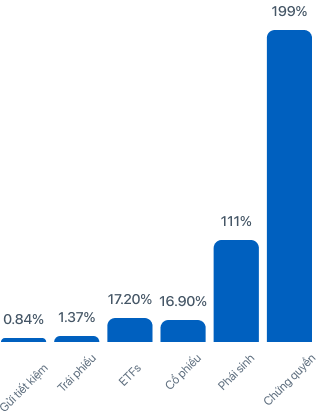 199%
111%
17.20%
16.90%
1.37%
0.84%
Gửi tiết kiệm
Trái phiếu
ETFs
Cổ phiếu
Phái sinh
Chứng quyền